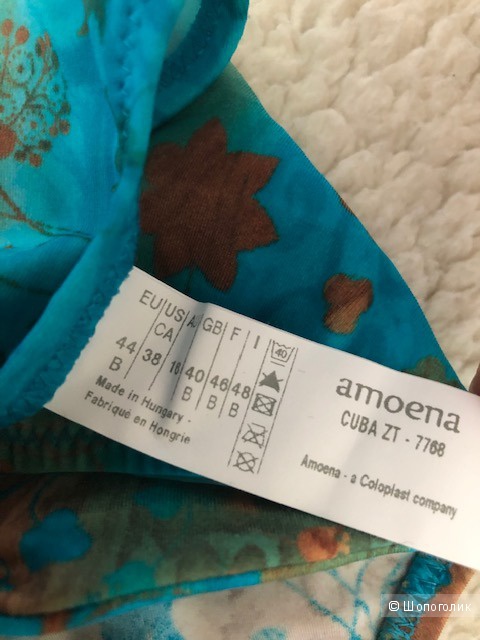 EU US A GB F I
CA
44 38 18 40 46 48
B B B B
40
Made in Hungary -
Fabriqué en Hongrie
amoena
CUBA ZT - 7768
Amoena - a Coloplast company
© Шопоголик